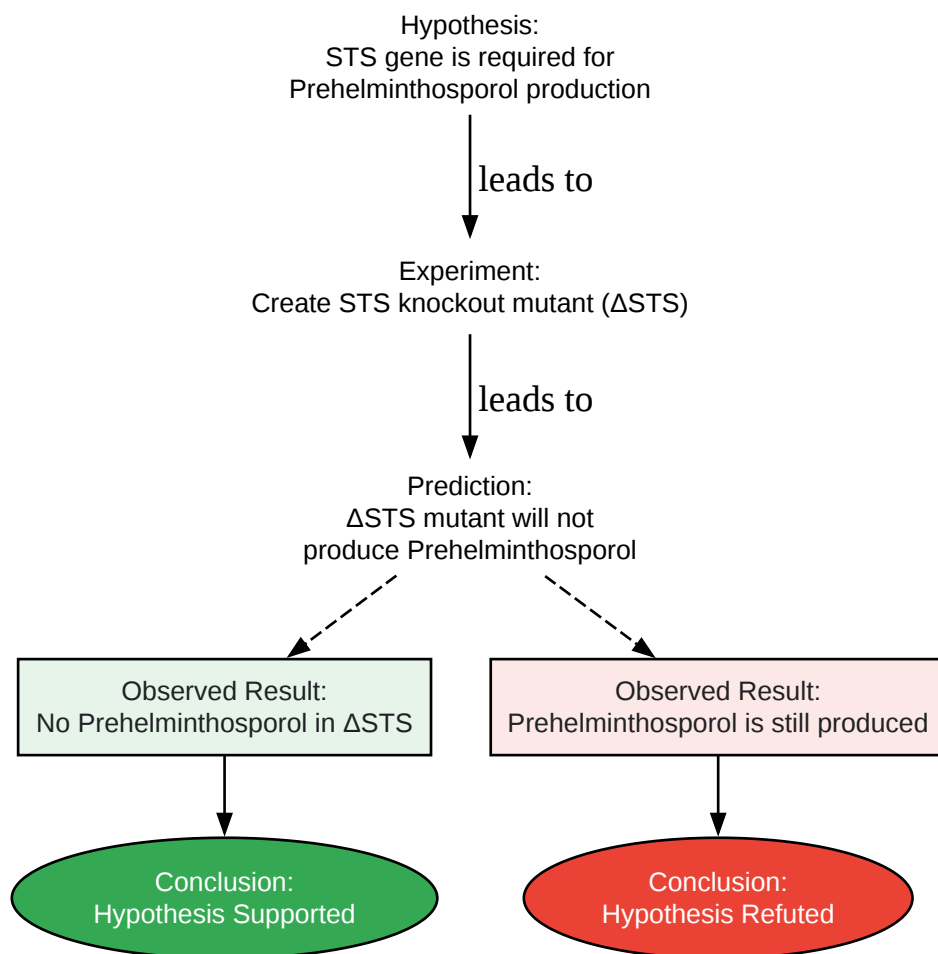 Hypothesis:
STS gene is required for
Prehelminthosporol production
leads to
Experiment:
Create STS knockout mutant (ΔSTS)
leads to
Prediction:
ΔSTS mutant will not
produce Prehelminthosporol
Observed Result:
No Prehelminthosporol in ΔSTS
Observed Result:
Prehelminthosporol is still produced
Conclusion:
Hypothesis Supported
Conclusion:
Hypothesis Refuted